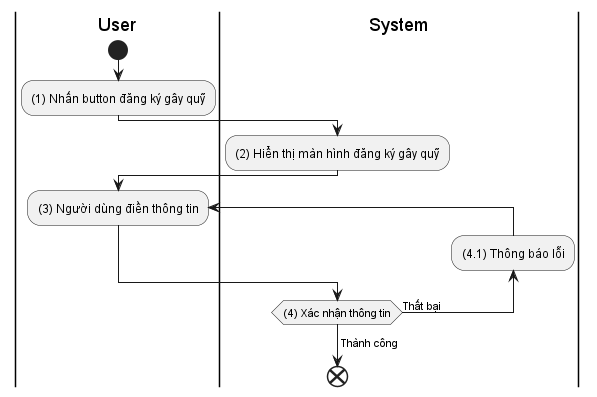 User
System
(1) Nhấn button đăng ký gây quỹ
(2) Hiển thị màn hình đăng ký gây quỹ
(3) Người dùng điền thông tin
(4.1) Thông báo lỗi
(4) Xác nhận thông tin
Thất bại
Thành công